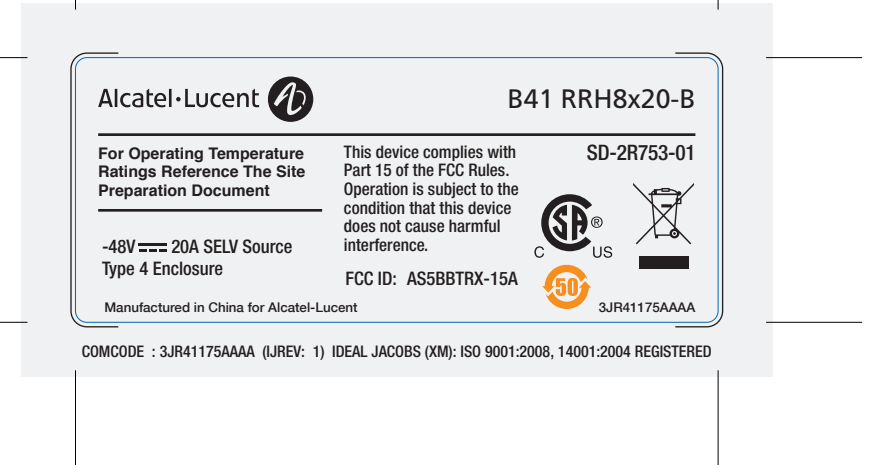 Alcatel·Lucent
B41 RRH8x20-B
For Operating Temperature
Ratings Reference The Site
Preparation Document
-48V 20A SELV Source
Type 4 Enclosure
This device complies with
Part 15 of the FCC Rules.
Operation is subject to the
condition that this device
does not cause harmful
interference.
FCC ID: AS5BBTRX-15A
SD-2R753-01
SA ®
C US
50
Manufactured in China for Alcatel-Lucent
3JR41175AAAA
COMCODE : 3JR41175AAAA (IJREV: 1) IDEAL JACOBS (XM): ISO 9001:2008, 14001:2004 REGISTERED